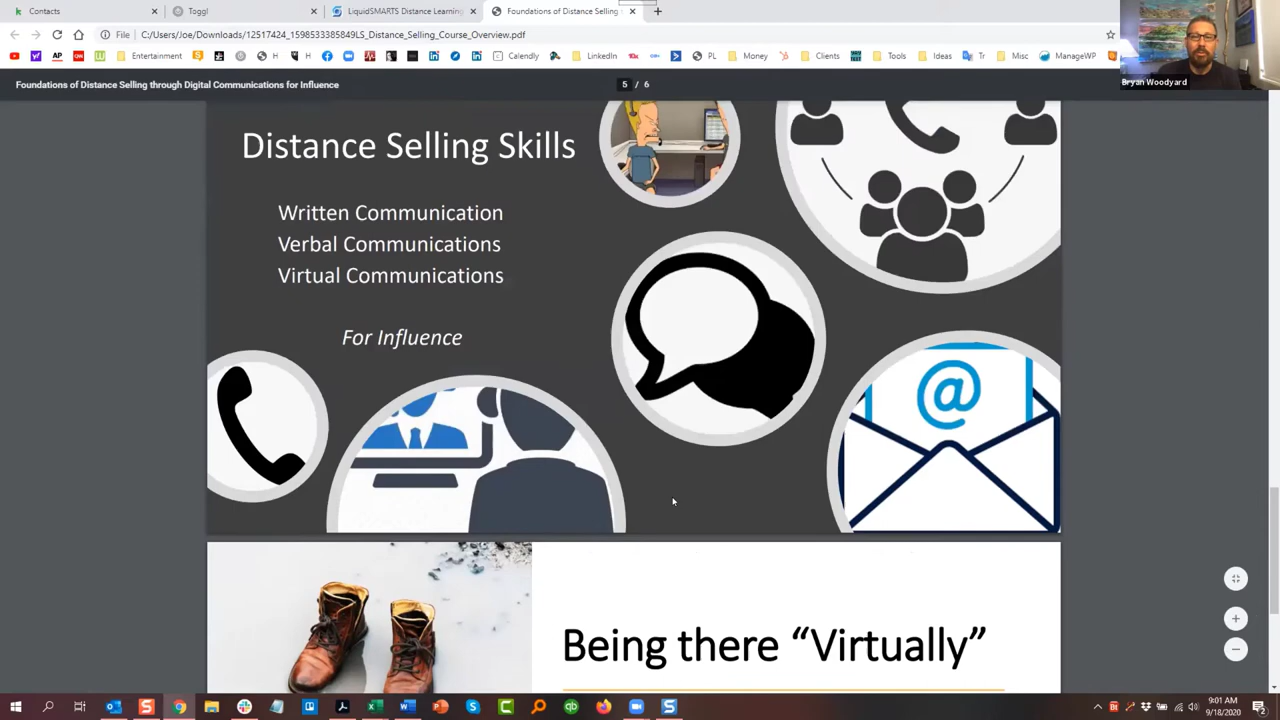 Contacts
Toggl
LiquidSMARTS Distance Learning
Foundations of Distance Selling
File
C:/Users/Joe/Downloads/12517424_1598533385849LS_Distance_Selling_Course_Overview.pdf
Entertainment
H
H
LinkedIn
10x
Calendly
PL
Money
Clients
Tools
Ideas
Tr
Misc
ManageWP
Bryan Woodyard
Foundations of Distance Selling through Digital Communications for Influence
5 / 6
Distance Selling Skills
Written Communication
Verbal Communications
Virtual Communications
For Influence
@
Being there “Virtually”
9:01 AM
9/18/2020